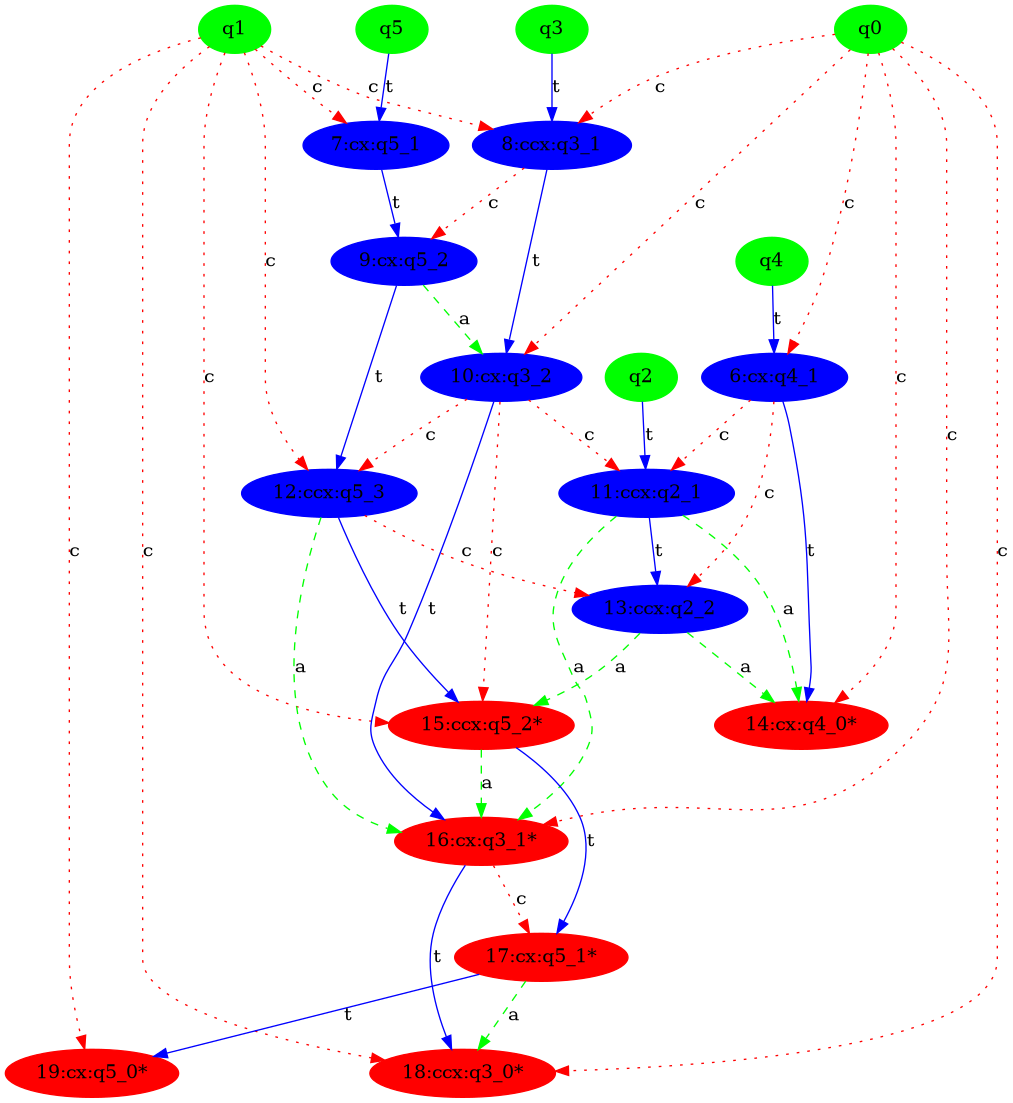 q1 q5 q3 q0
c t c t c
7:cx:q5_1 8:ccx:q3_1
t c c c
c 9:cx:q5_2 t q4
a t
c t 10:cx:q3_2 q2 6:cx:q4_1 c
c c t c c
12:ccx:q5_3 11:ccx:q2_1
c c t c c t c t c c
13:ccx:q2_2
a t a a a
15:ccx:q5_2* 14:cx:q4_0*
a
16:cx:q3_1* t
c
t 17:cx:q5_1*
t a
19:cx:q5_0* 18:ccx:q3_0*